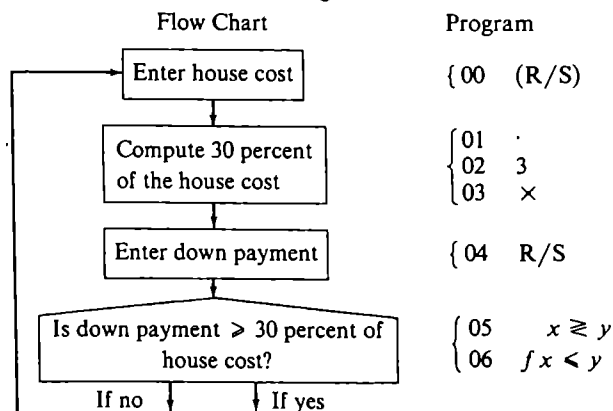 Flow Chart Program
Enter house cost { 00 (R/S)
Compute 30 percent
of the house cost
{ 01 .
02 3
03 ×
Enter down payment { 04 R/S
Is down payment ⩾ 30 percent of
house cost?
{ 05 x ≷ y
06 f x < y
If no If yes